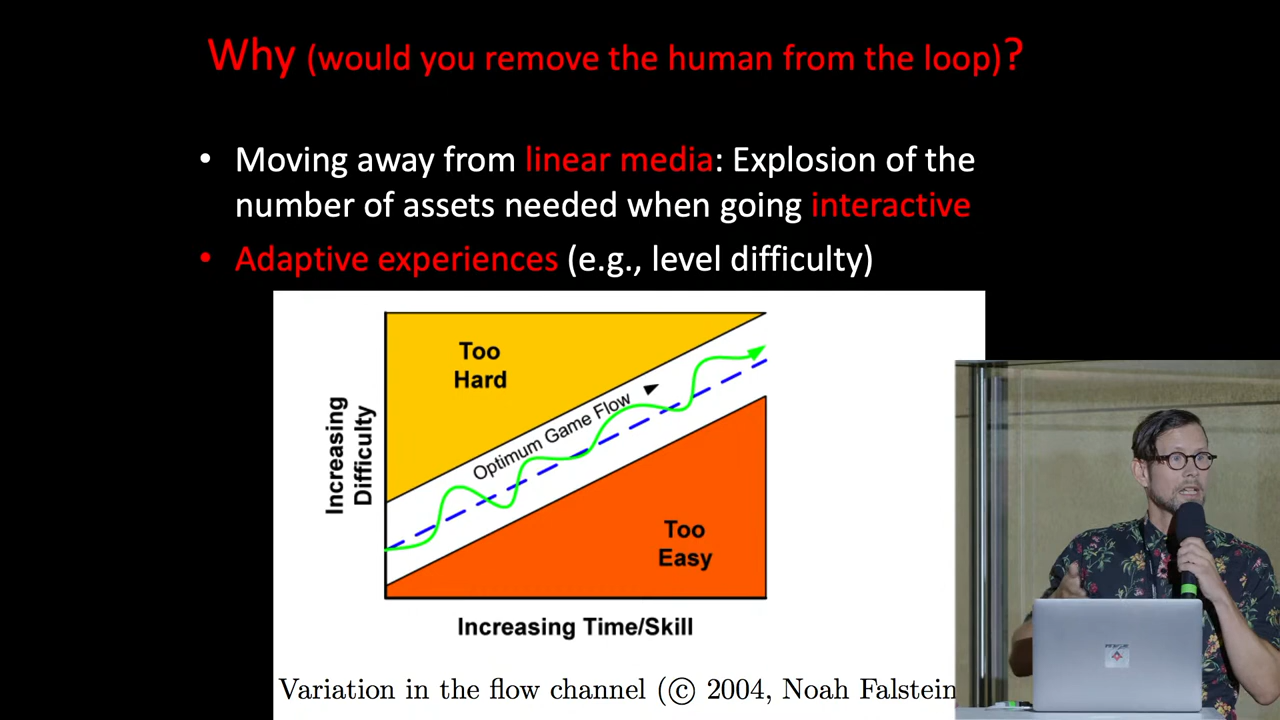 Why (would you remove the human from the loop)?
• Moving away from linear media: Explosion of the
number of assets needed when going interactive
• Adaptive experiences (e.g., level difficulty)
Too
Hard
Optimum Game Flow
Increasing
Difficulty
Too
Easy
Increasing Time/Skill
Variation in the flow channel (© 2004, Noah Falstein